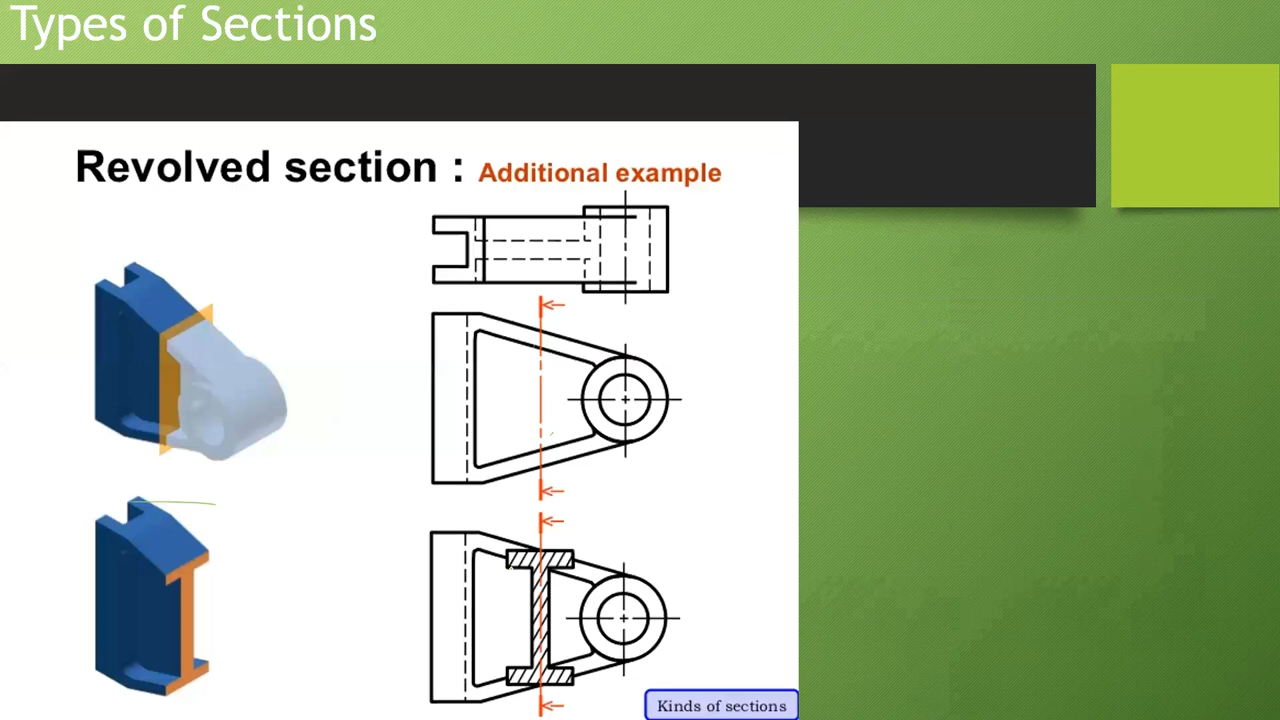 Types of Sections
Revolved section : Additional example
Kinds of sections